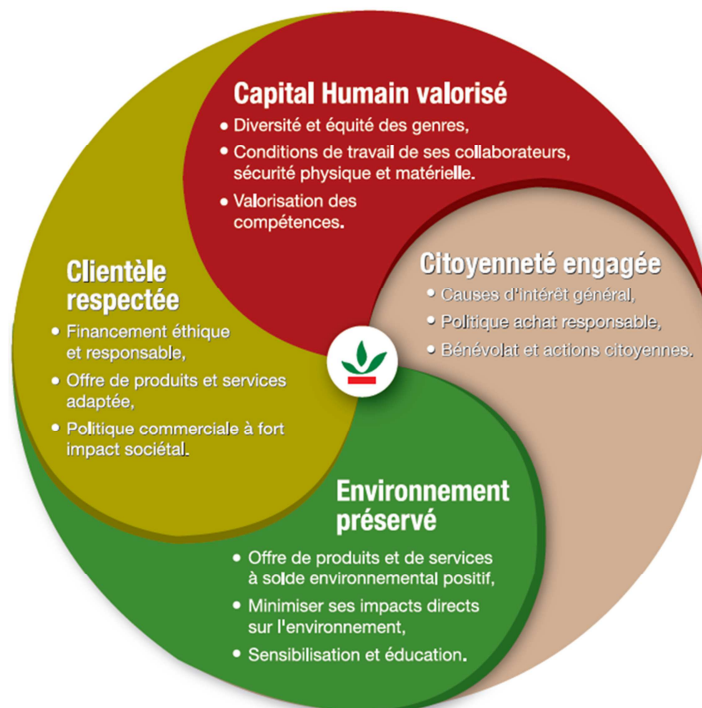 Capital Humain valorisé
• Diversité et équité des genres,
• Conditions de travail de ses collaborateurs,
sécurité physique et matérielle.
• Valorisation des
compétences.
Citoyenneté engagée
• Causes d'intérêt général,
• Politique achat responsable,
• Bénévolat et actions citoyennes.
Clientèle
respectée
• Financement éthique
et responsable,
• Offre de produits et services
adaptée,
• Politique commerciale à fort
impact sociétal.
Environnement
préservé
• Offre de produits et de services
à solde environnemental positif,
• Minimiser ses impacts directs
sur l'environnement,
• Sensibilisation et éducation.